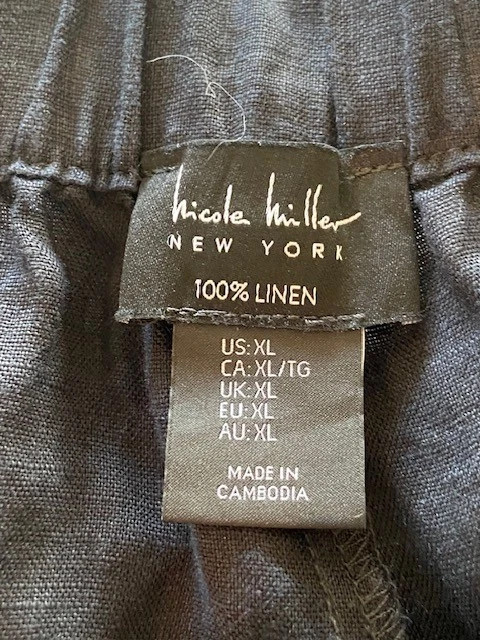 Nicole Miller
NEW YORK
100% LINEN
US: XL
CA: XL/TG
UK: XL
EU: XL
AU: XL
MADE IN
CAMBODIA